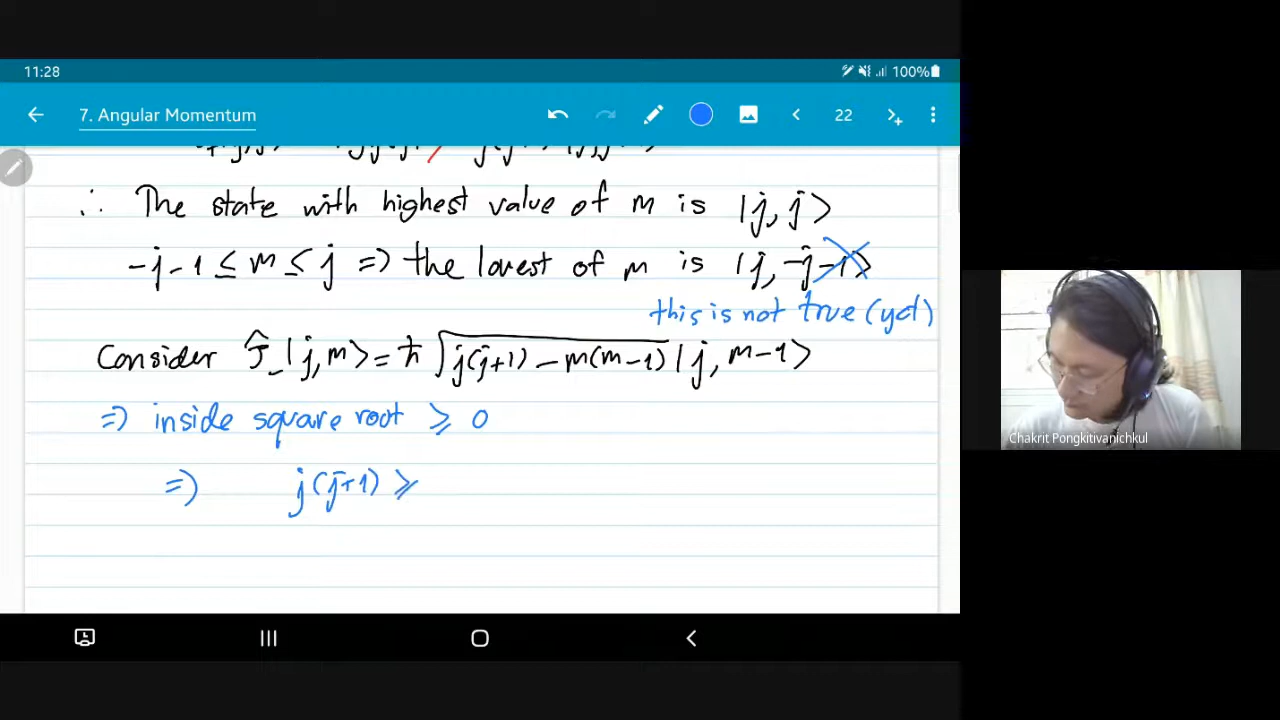 11:28
100%
7. Angular Momentum
22
∴ The state with highest value of m is |j, j⟩
-j-1 ≤ m ≤ j ⇒ the lowest of m is |j, -j-1⟩
this is not true (yet)
Consider Ĵ_|j,m⟩ = ħ √(j(j+1) - m(m-1)) |j, m-1⟩
⇒ inside square root ≥ 0
⇒ j(j+1) ≥
Chakrit Pongkitivanichkul